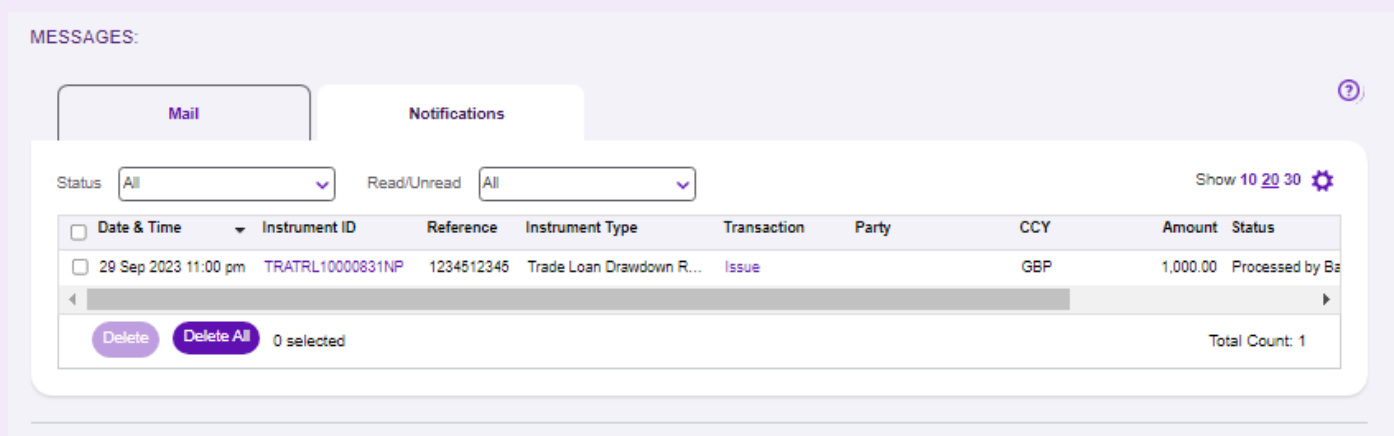 MESSAGES:
Mail Notifications
Status All Read/Unread All Show 10 20 30
Date & Time Instrument ID Reference Instrument Type Transaction Party CCY Amount Status
29 Sep 2023 11:00 pm TRATRL10000831NP 1234512345 Trade Loan Drawdown R... Issue GBP 1,000.00 Processed by Ba
Delete Delete All 0 selected Total Count: 1